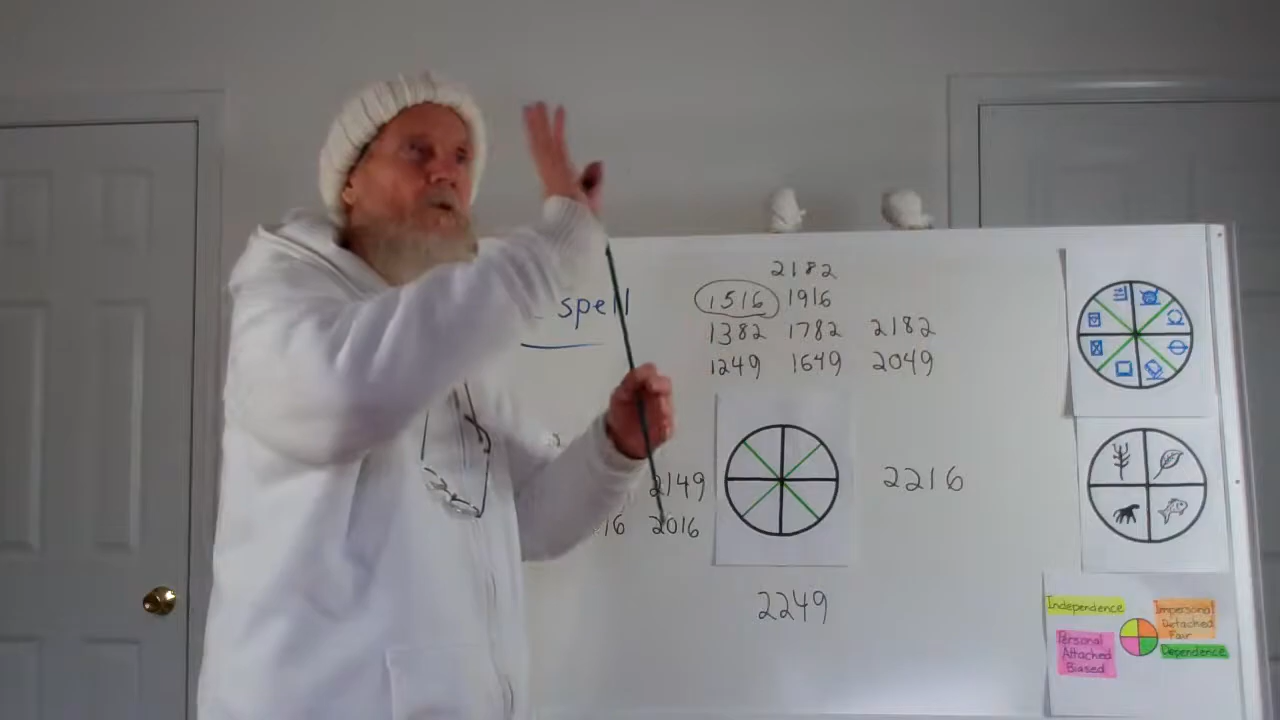 2182
1516 1916
spell
1382 1782 2182
1249 1649 2049
2149
2216
16 2016
2249
Independence
Impersonal
Detached
Fair
Personal
Attached
Biased
Dependence